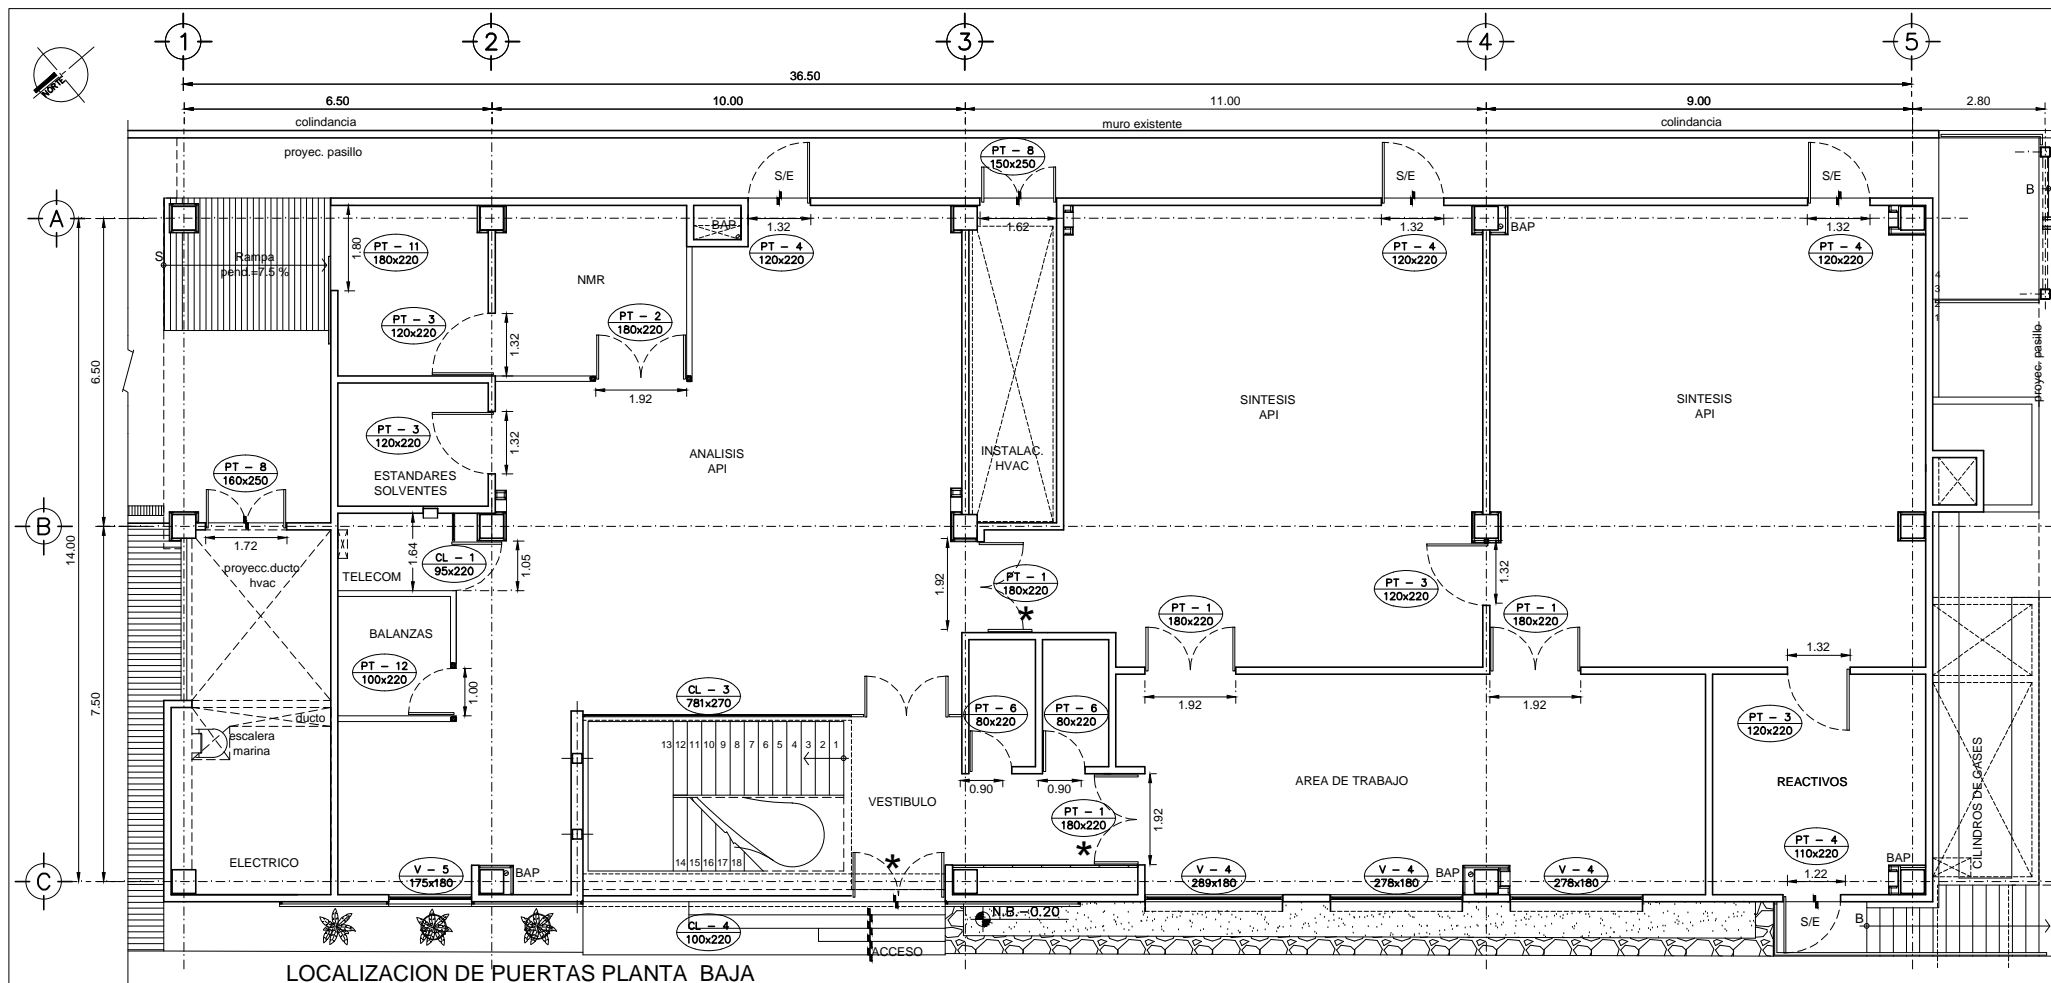 1
2
3
4
5
NORTE
36.50
6.50
10.00
11.00
9.00
2.80
colindancia
muro existente
colindancia
proyec. pasillo
PT - 8
150x250
S/E
S/E
S/E
B
A
BAP
1.32
1.62
1.32
BAP
1.32
S
Rampa
pend.=7.5 %
1.80
PT - 11
180x220
PT - 4
120x220
PT - 4
120x220
PT - 4
120x220
NMR
4
3
2
1
PT - 3
120x220
PT - 2
180x220
1.32
proyec. pasillo
6.50
1.92
SINTESIS
API
SINTESIS
API
PT - 3
120x220
1.32
ANALISIS
API
INSTALAC.
HVAC
PT - 8
160x250
ESTANDARES
SOLVENTES
B
14.00
1.72
1.64
CL - 1
95x220
1.05
proyecc.ducto
hvac
TELECOM
1.92
PT - 1
180x220
*
PT - 3
120x220
1.32
PT - 1
180x220
PT - 1
180x220
BALANZAS
PT - 12
100x220
1.00
1.32
7.50
CL - 3
781x270
1.92
1.92
PT - 6
80x220
PT - 6
80x220
PT - 3
120x220
ducto
escalera
marina
13 12 11 10 9 8 7 6 5 4 3 2 1
CILINDROS DE GASES
0.90
0.90
AREA DE TRABAJO
REACTIVOS
VESTIBULO
PT - 1
180x220
1.92
PT - 4
110x220
ELECTRICO
14 15 16 17 18
*
*
BAP
C
V - 5
175x180
BAP
V - 4
289x180
V - 4
278x180
BAP
V - 4
278x180
1.22
N.B.-0.20
S/E
B
CL - 4
100x220
ACCESO
LOCALIZACION DE PUERTAS PLANTA BAJA